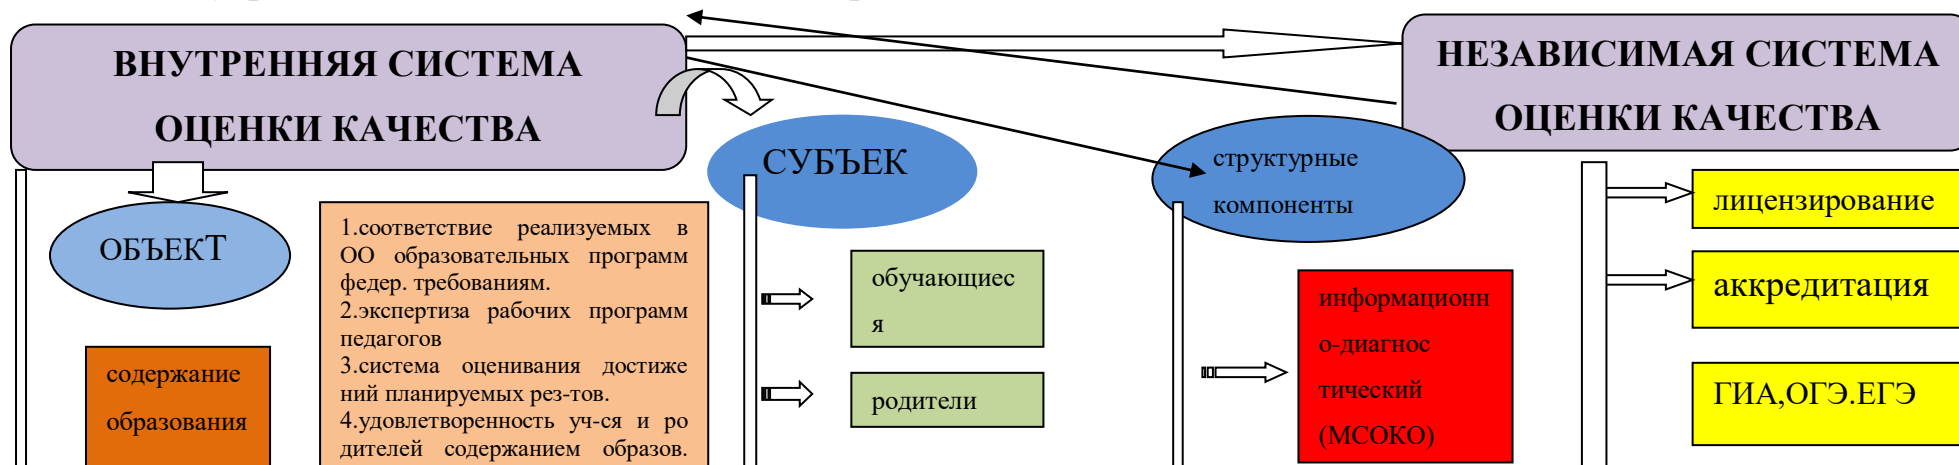 ВНУТРЕННЯЯ СИСТЕМА
ОЦЕНКИ КАЧЕСТВА
НЕЗАВИСИМАЯ СИСТЕМА
ОЦЕНКИ КАЧЕСТВА
ОБЪЕКТ
содержание
образования
1.соответствие реализуемых в
ОО образовательных программ
федер. требованиям.
2.экспертиза рабочих программ
педагогов
3.система оценивания достиже
ний планируемых рез-тов.
4.удовлетворенность уч-ся и ро
дителей содержанием образов.
СУБЪЕК
обучающиес
я
родители
структурные
компоненты
информационн
о-диагнос
тический
(МСОКО)
лицензирование
аккредитация
ГИА,ОГЭ.ЕГЭ